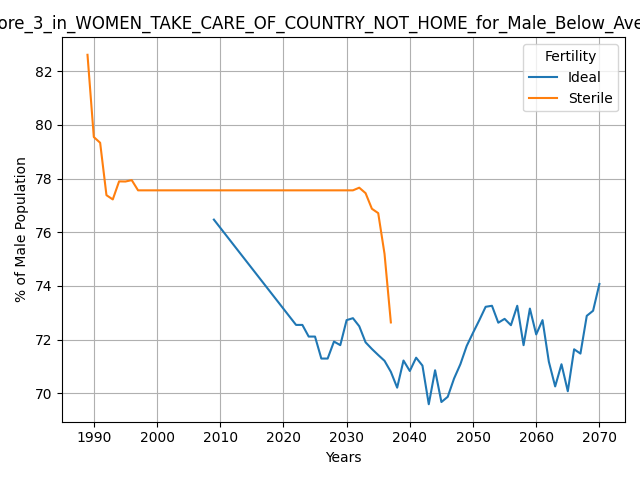 ore_3_in_WOMEN_TAKE_CARE_OF_COUNTRY_NOT_HOME_for_Male_Below_Ave
Fertility
Ideal
Sterile
% of Male Population
82
80
78
76
74
72
70
1990 2000 2010 2020 2030 2040 2050 2060 2070
Years